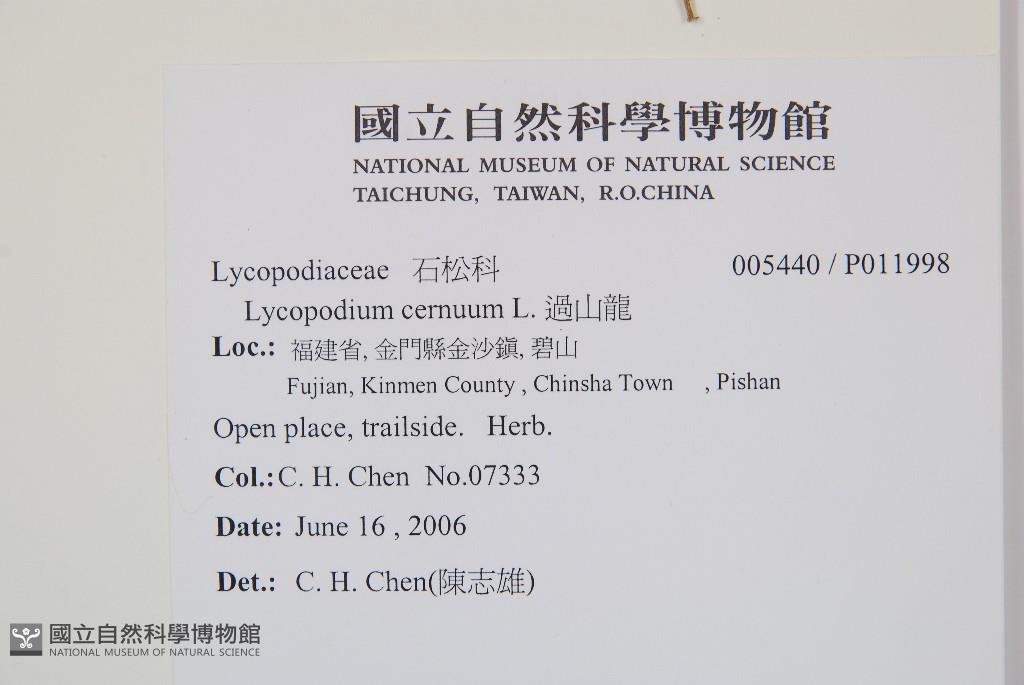 國立自然科學博物館
NATIONAL MUSEUM OF NATURAL SCIENCE
TAICHUNG, TAIWAN, R.O.CHINA
Lycopodiaceae 石松科 005440 / P011998
Lycopodium cernuum L. 過山龍
Loc.: 福建省, 金門縣金沙鎮, 碧山
Fujian, Kinmen County , Chinsha Town , Pishan
Open place, trailside. Herb.
Col.: C. H. Chen No.07333
Date: June 16 , 2006
Det.: C. H. Chen(陳志雄)
國立自然科學博物館
NATIONAL MUSEUM OF NATURAL SCIENCE